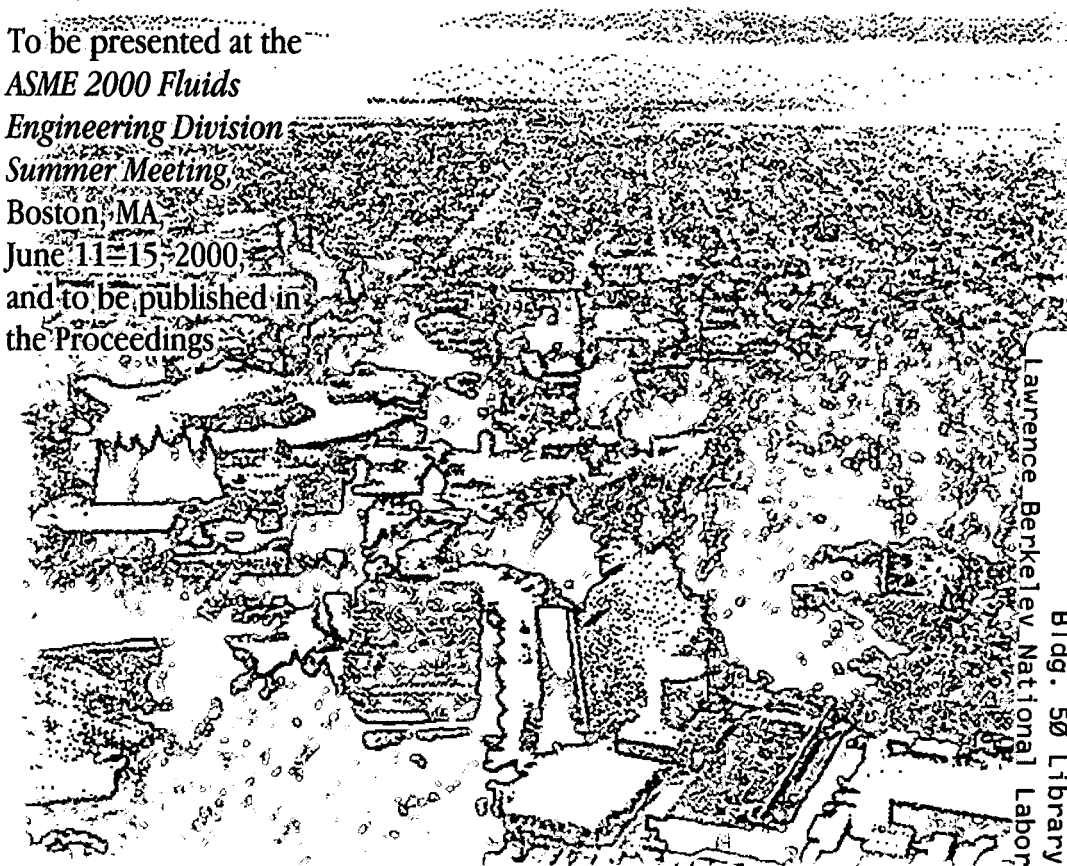 To be presented at the
ASME 2000 Fluids
Engineering Division
Summer Meeting,
Boston, MA,
June 11–15, 2000,
and to be published in
the Proceedings
Bldg. 50 Library
Lawrence Berkeley National Labor